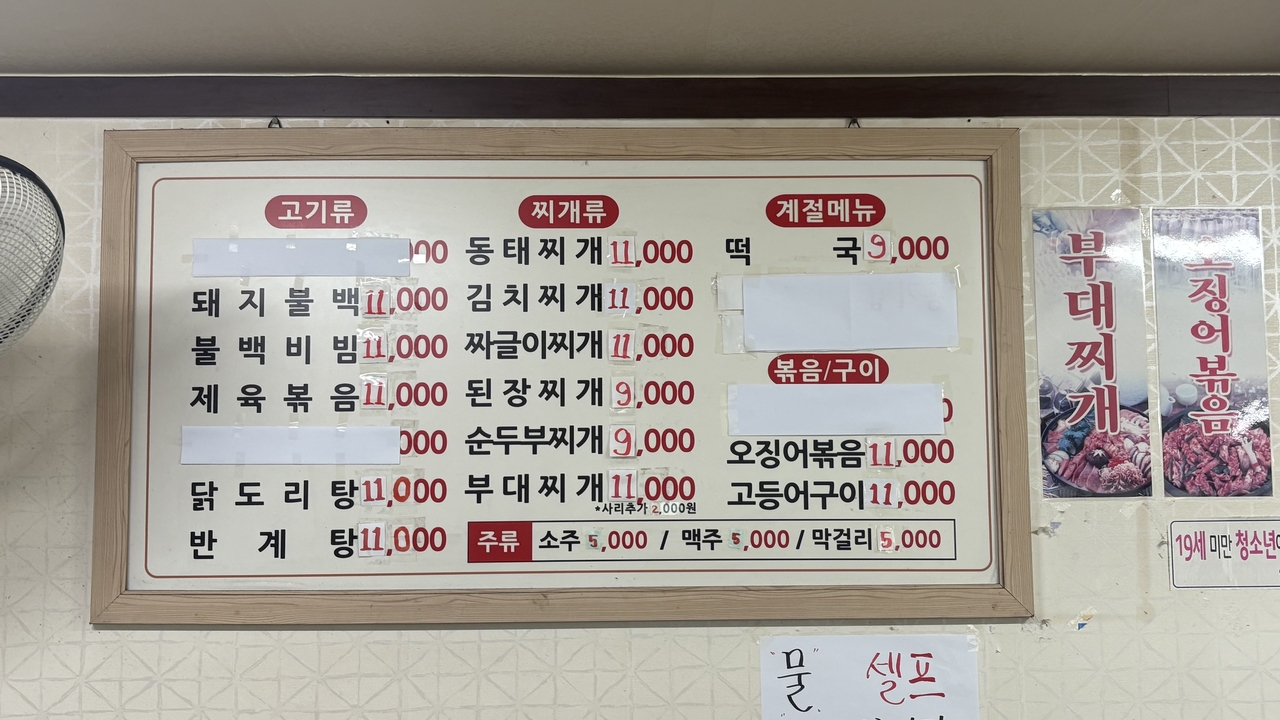 고기류
00
돼지불백 11,000
불백비빔 11,000
제육볶음 11,000
000
닭도리탕 11,000
반계탕 11,000
찌개류
동태찌개 11,000
김치찌개 11,000
짜글이찌개 11,000
된장찌개 9,000
순두부찌개 9,000
부대찌개 11,000
*사리추가 2,000원
계절메뉴
떡국 9,000
볶음/구이
오징어볶음 11,000
고등어구이 11,000
주류 소주 5,000 / 맥주 5,000 / 막걸리 5,000
부대찌개
오징어볶음
19세 미만 청소년
"물" 셀프